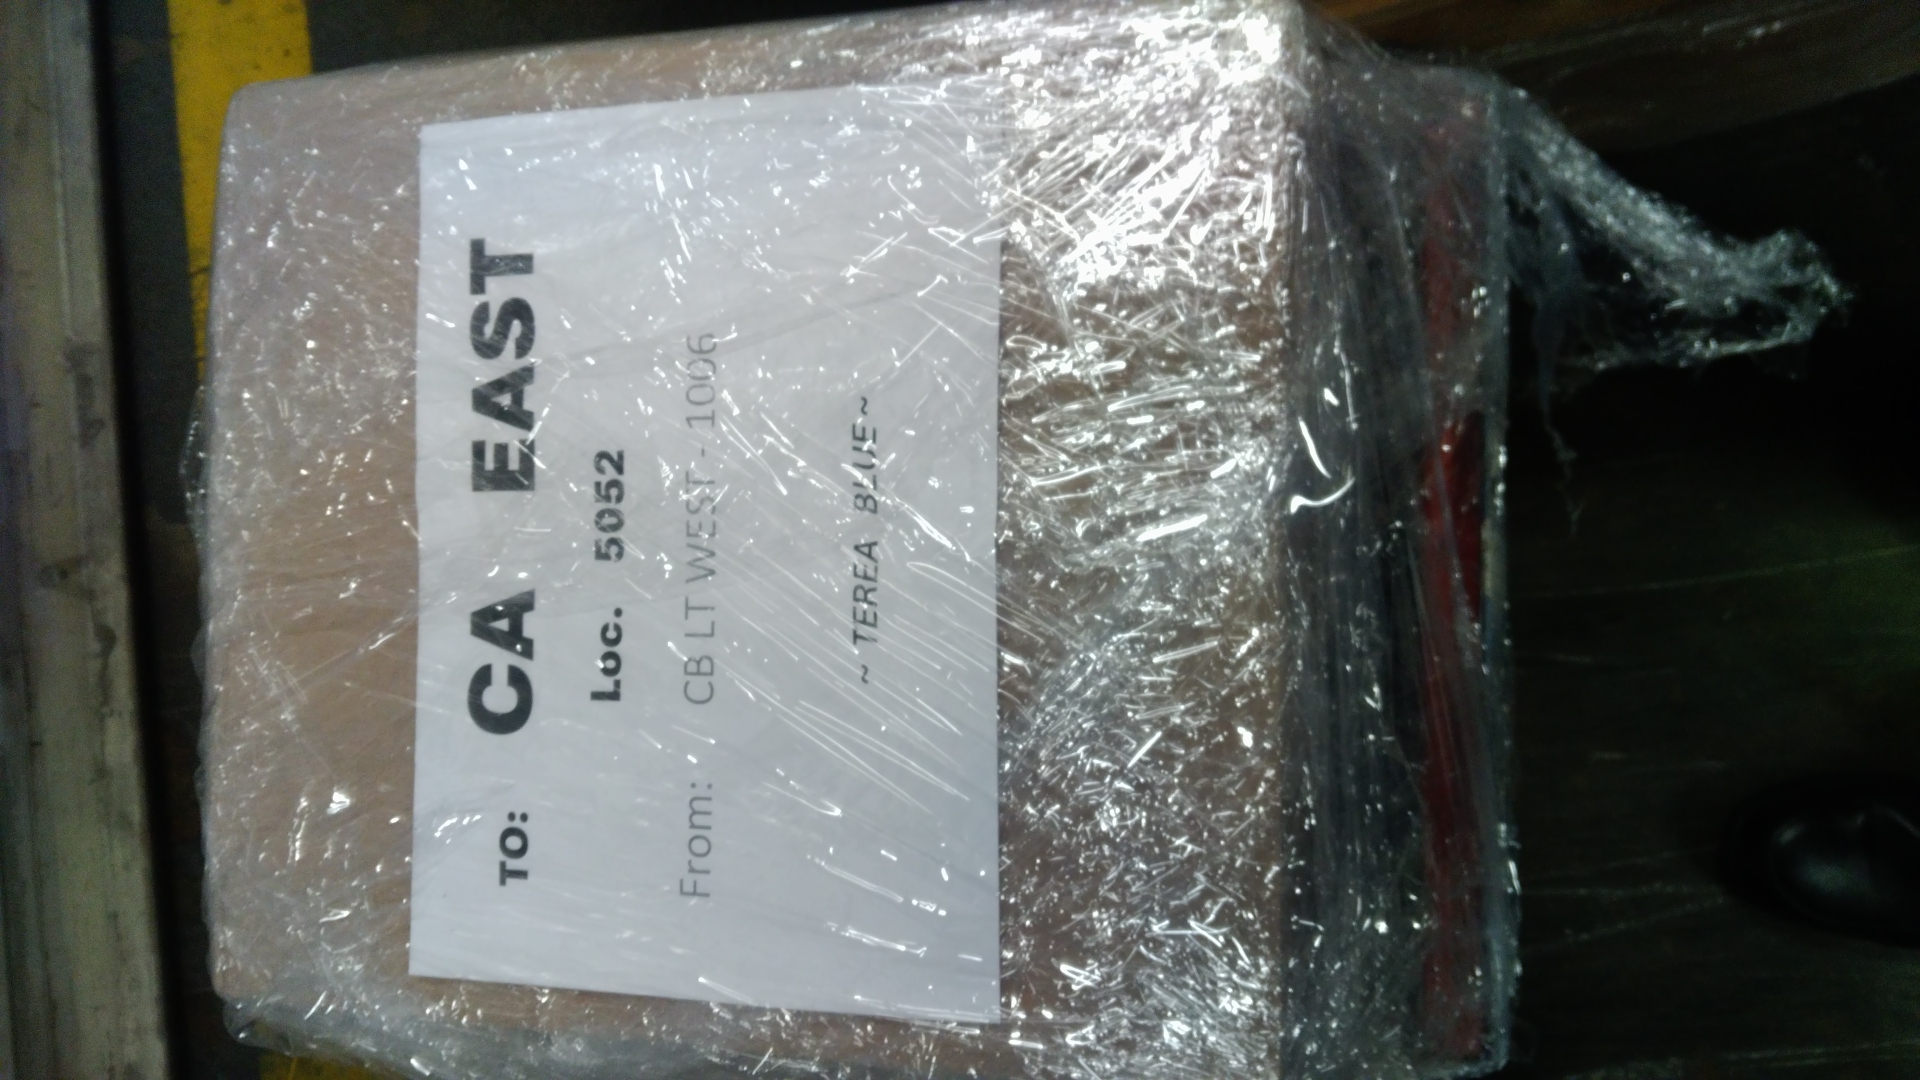 TO: CA EAST
Loc. 5052
From: CB LT WEST - 1006
~ TEREA BLUE ~